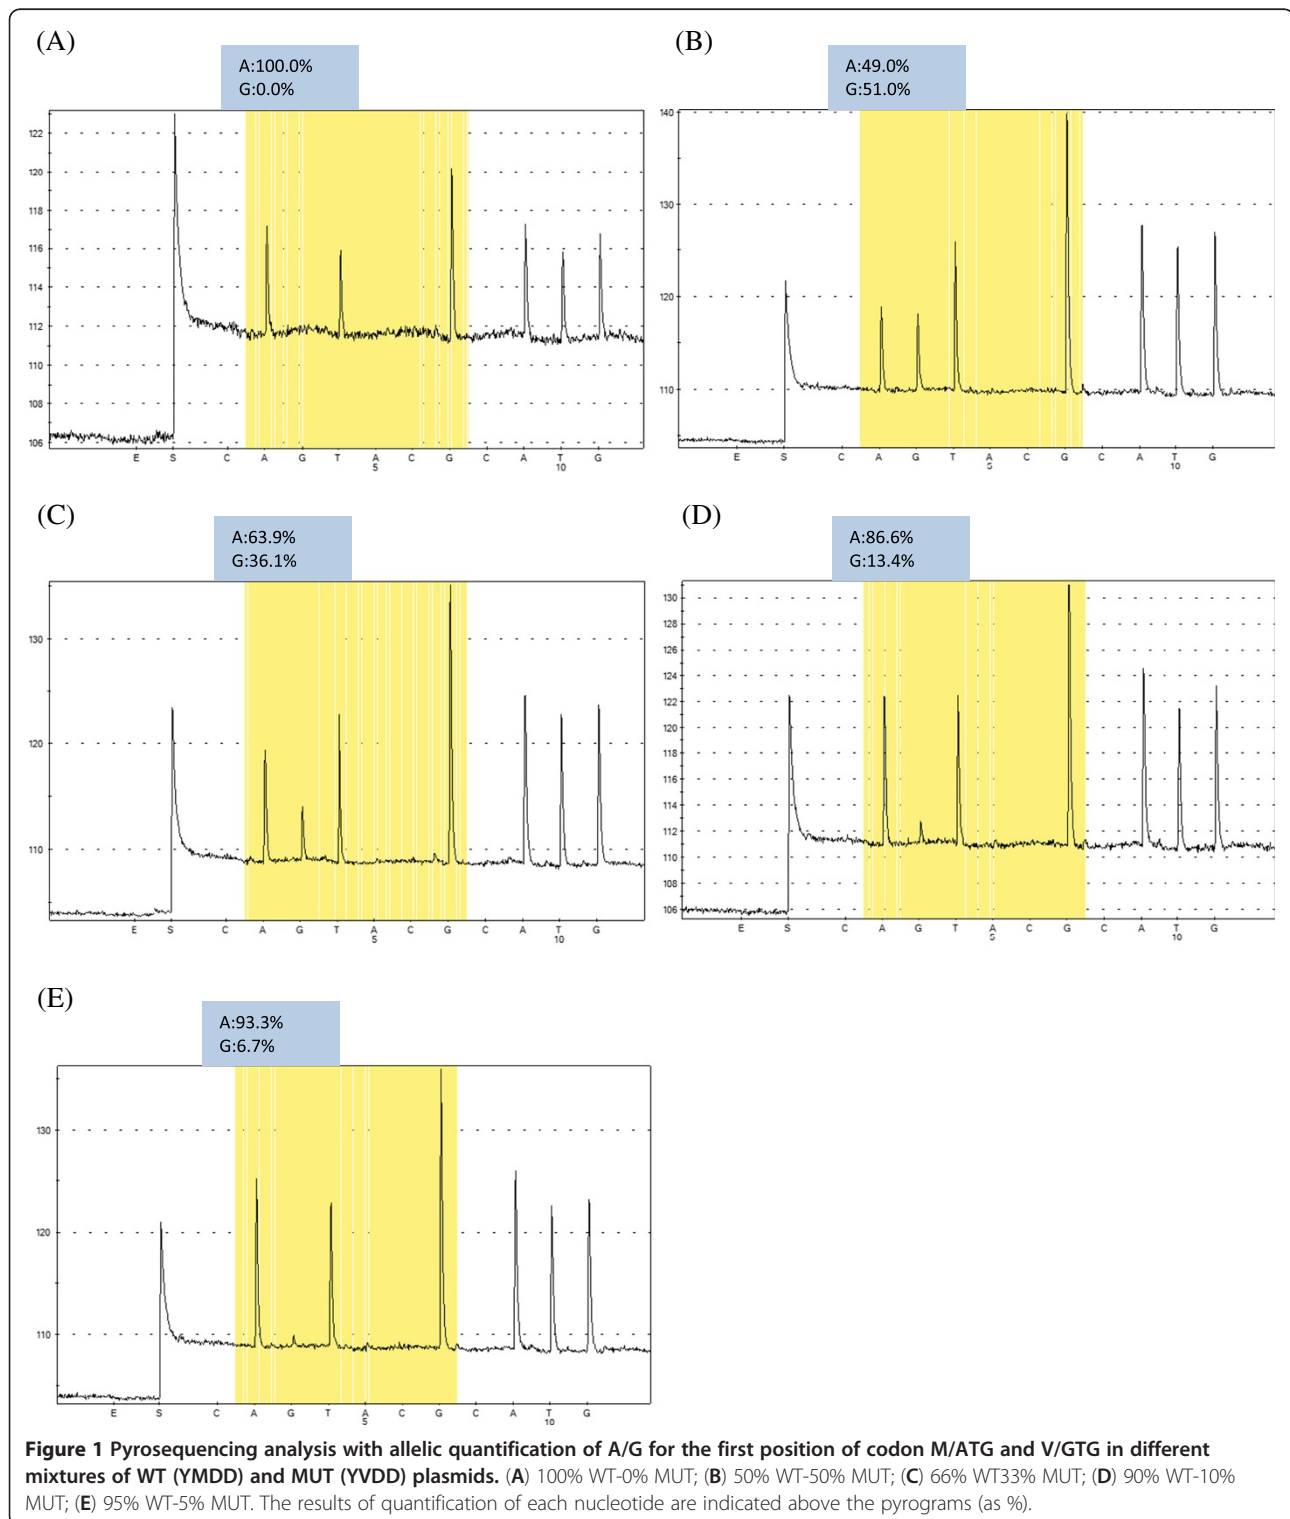 (A)
A:100.0%
G:0.0%
122
120
118
116
114
112
110
108
106
E S C A G T A C G C A T G
5 10
(B)
A:49.0%
G:51.0%
140
130
120
110
E S C A G T A C G C A T G
5 10
(C)
A:63.9%
G:36.1%
130
120
110
E S C A G T A C G C A T G
5 10
(D)
A:86.6%
G:13.4%
130
128
126
124
122
120
118
116
114
112
110
108
106
E S C A G T A C G C A T G
5 10
(E)
A:93.3%
G:6.7%
130
120
110
E S C A G T A C G C A T G
5 10
Figure 1 Pyrosequencing analysis with allelic quantification of A/G for the first position of codon M/ATG and V/GTG in different
mixtures of WT (YMDD) and MUT (YVDD) plasmids. (A) 100% WT-0% MUT; (B) 50% WT-50% MUT; (C) 66% WT33% MUT; (D) 90% WT-10%
MUT; (E) 95% WT-5% MUT. The results of quantification of each nucleotide are indicated above the pyrograms (as %).